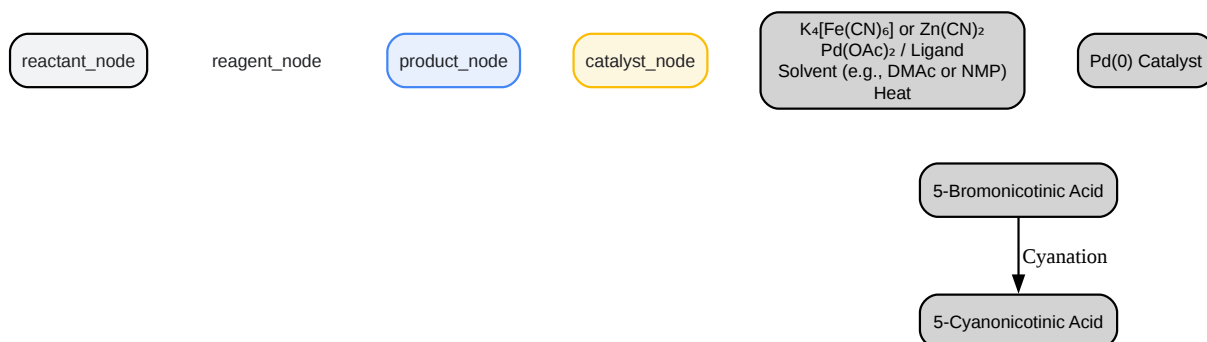 reactant_node
reagent_node
product_node
catalyst_node
K₄[Fe(CN)₆] or Zn(CN)₂
Pd(OAc)₂ / Ligand
Solvent (e.g., DMAc or NMP)
Heat
Pd(0) Catalyst
5-Bromonicotinic Acid
Cyanation
5-Cyanonicotinic Acid